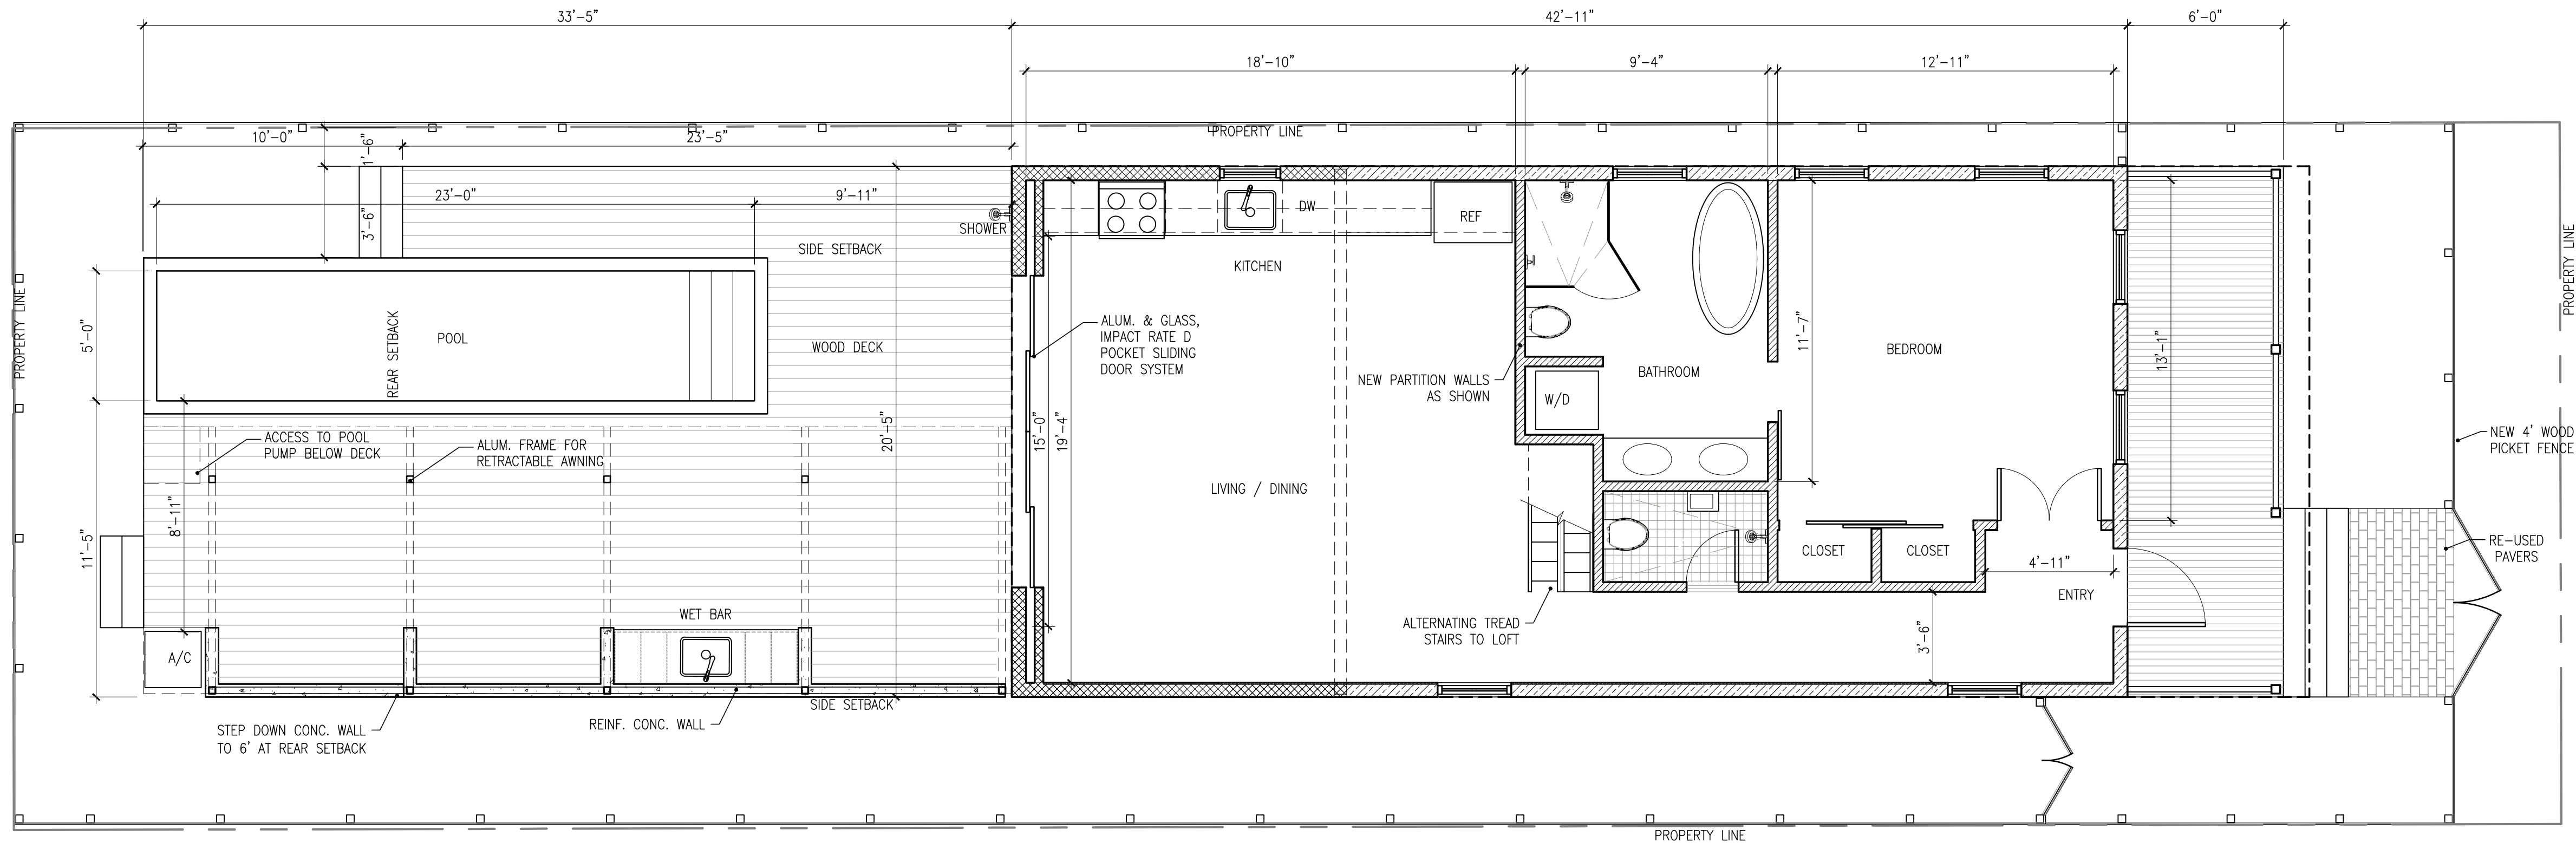 33'-5"
42'-11"
6'-0"
18'-10"
9'-4"
12'-11"
PROPERTY LINE
10'-0"
1'-6"
23'-5"
23'-0"
9'-11"
3'-6"
SHOWER
DW
REF
SIDE SETBACK
KITCHEN
PROPERTY LINE
PROPERTY LINE
5'-0"
REAR SETBACK
POOL
WOOD DECK
ALUM. & GLASS,
IMPACT RATE D
POCKET SLIDING
DOOR SYSTEM
NEW PARTITION WALLS
AS SHOWN
BATHROOM
W/D
11'-7"
BEDROOM
13'-1"
ACCESS TO POOL
PUMP BELOW DECK
ALUM. FRAME FOR
RETRACTABLE AWNING
20'-5"
15'-0"
19'-4"
LIVING / DINING
NEW 4' WOOD
PICKET FENCE
8'-11"
11'-5"
CLOSET
CLOSET
4'-11"
ENTRY
RE-USED
PAVERS
WET BAR
A/C
ALTERNATING TREAD
STAIRS TO LOFT
3'-6"
SIDE SETBACK
STEP DOWN CONC. WALL
TO 6' AT REAR SETBACK
REINF. CONC. WALL
PROPERTY LINE